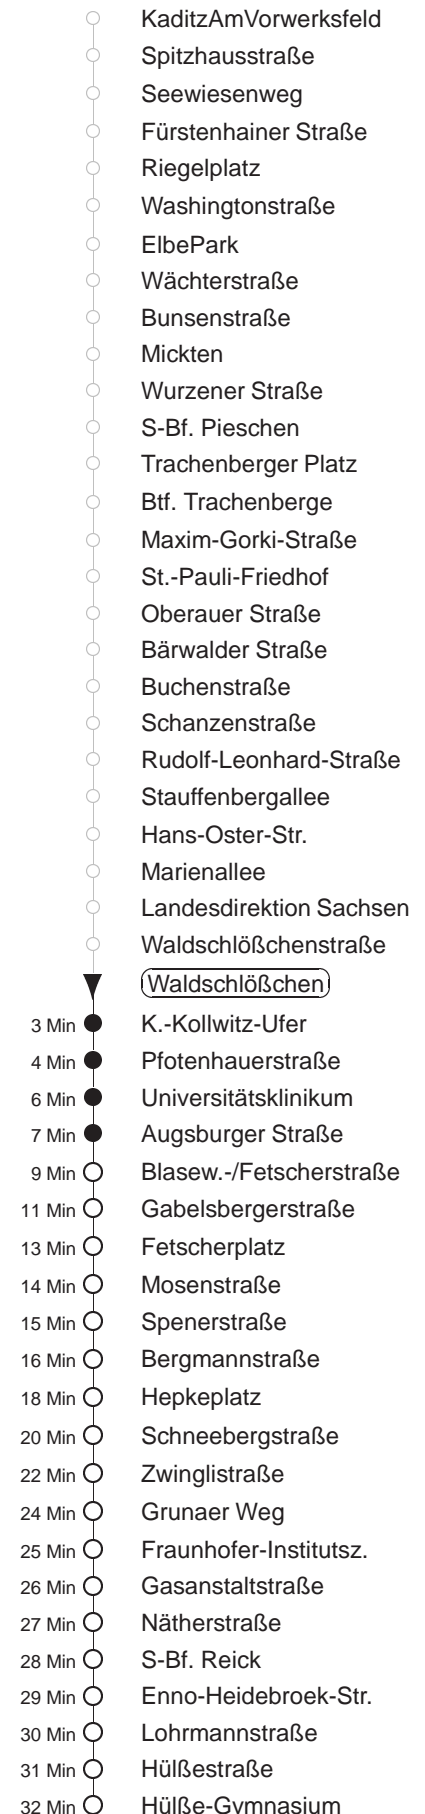 KaditzAmVorwerksfeld
Spitzhausstraße
Seewiesenweg
Fürstenhainer Straße
Riegelplatz
Washingtonstraße
ElbePark
Wächterstraße
Bunsenstraße
Mickten
Wurzener Straße
S-Bf. Pieschen
Trachenberger Platz
Btf. Trachenberge
Maxim-Gorki-Straße
St.-Pauli-Friedhof
Oberauer Straße
Bärwalder Straße
Buchenstraße
Schanzenstraße
Rudolf-Leonhard-Straße
Stauffenbergallee
Hans-Oster-Str.
Marienallee
Landesdirektion Sachsen
Waldschlößchenstraße
Waldschlößchen
3 Min K.-Kollwitz-Ufer
4 Min Pfotenhauerstraße
6 Min Universitätsklinikum
7 Min Augsburger Straße
9 Min Blasew.-/Fetscherstraße
11 Min Gabelsbergerstraße
13 Min Fetscherplatz
14 Min Mosenstraße
15 Min Spenerstraße
16 Min Bergmannstraße
18 Min Hepkeplatz
20 Min Schneebergstraße
22 Min Zwinglistraße
24 Min Grunaer Weg
25 Min Fraunhofer-Institutsz.
26 Min Gasanstaltstraße
27 Min Nätherstraße
28 Min S-Bf. Reick
29 Min Enno-Heidebroek-Str.
30 Min Lohrmannstraße
31 Min Hülßestraße
32 Min Hülße-Gymnasium